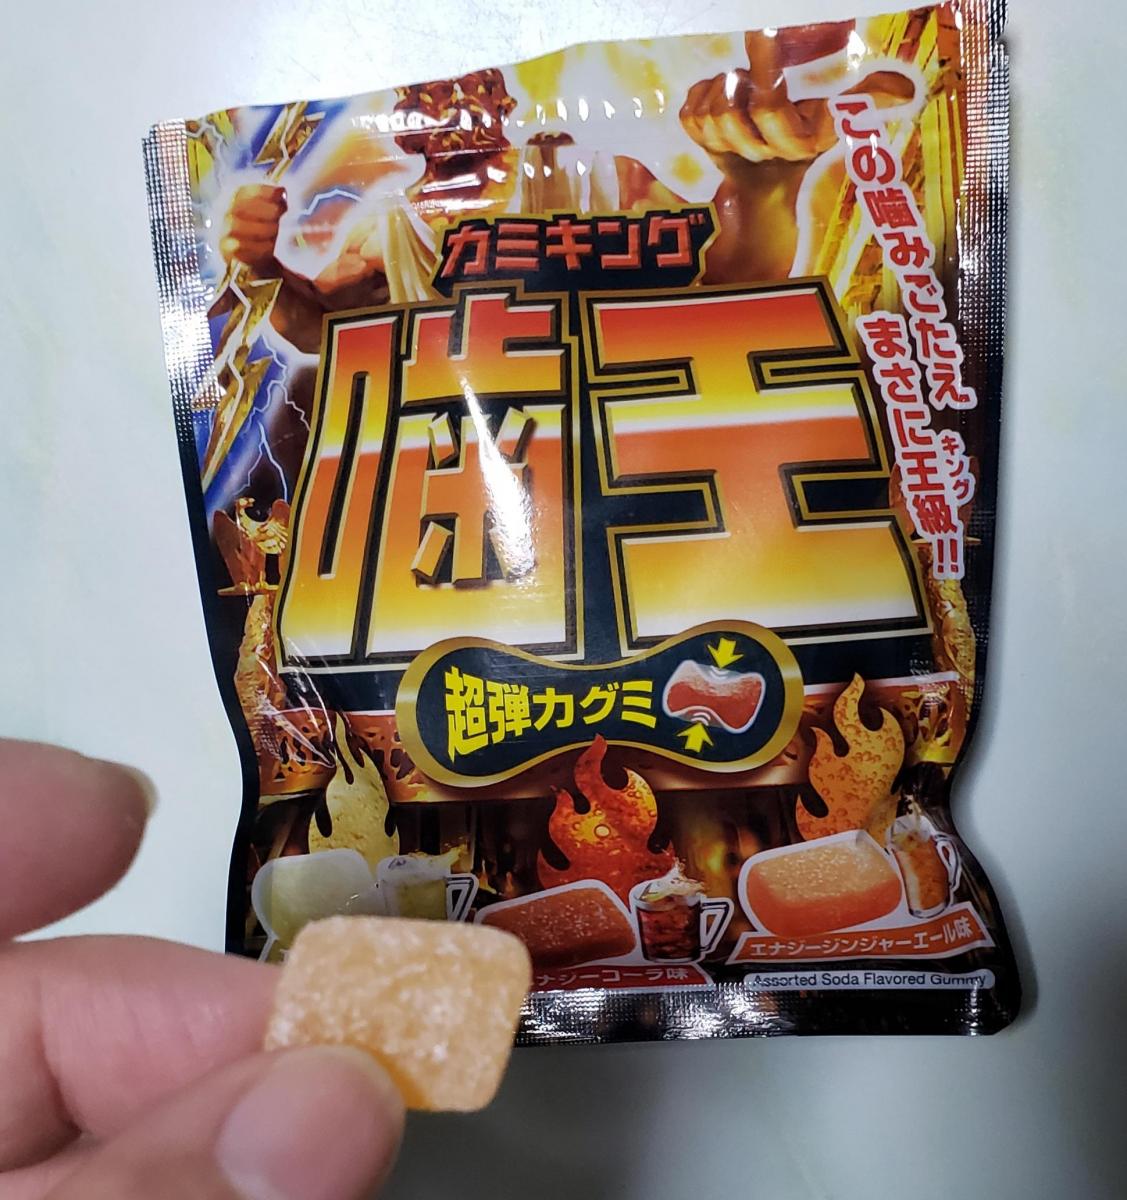 カミキング
噛王
この噛みごたえ
まさに王級!!
キング
超弾力グミ
ナジーコーラ味
エナジージンジャーエール味
Assorted Soda Flavored Gummy